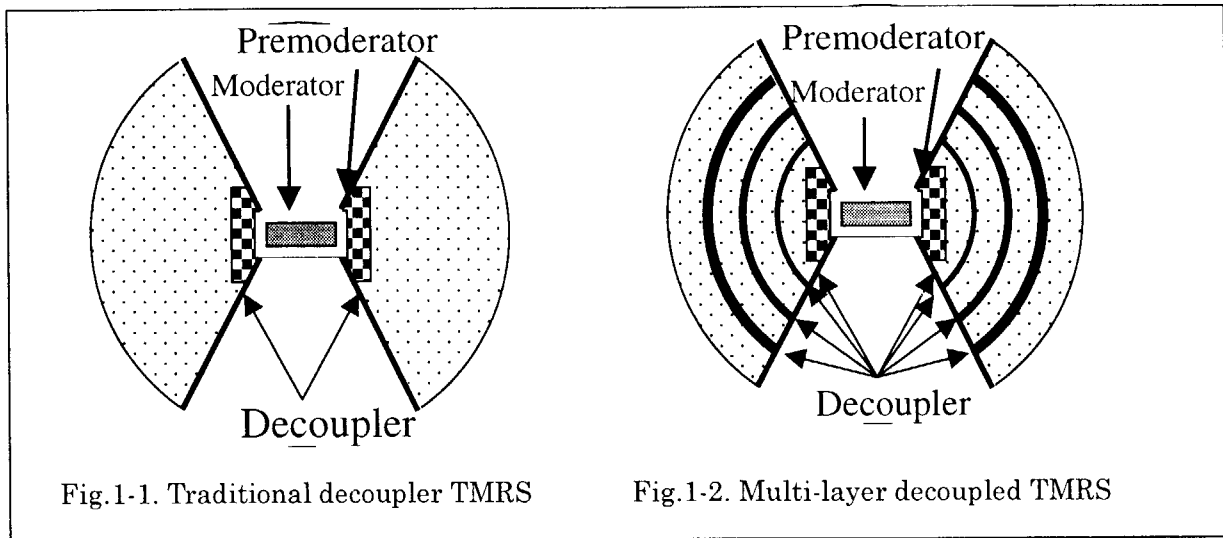 Premoderator
Moderator
Decoupler
Premoderator
Moderator
Decoupler
Fig.1-1. Traditional decoupler TMRS
Fig.1-2. Multi-layer decoupled TMRS